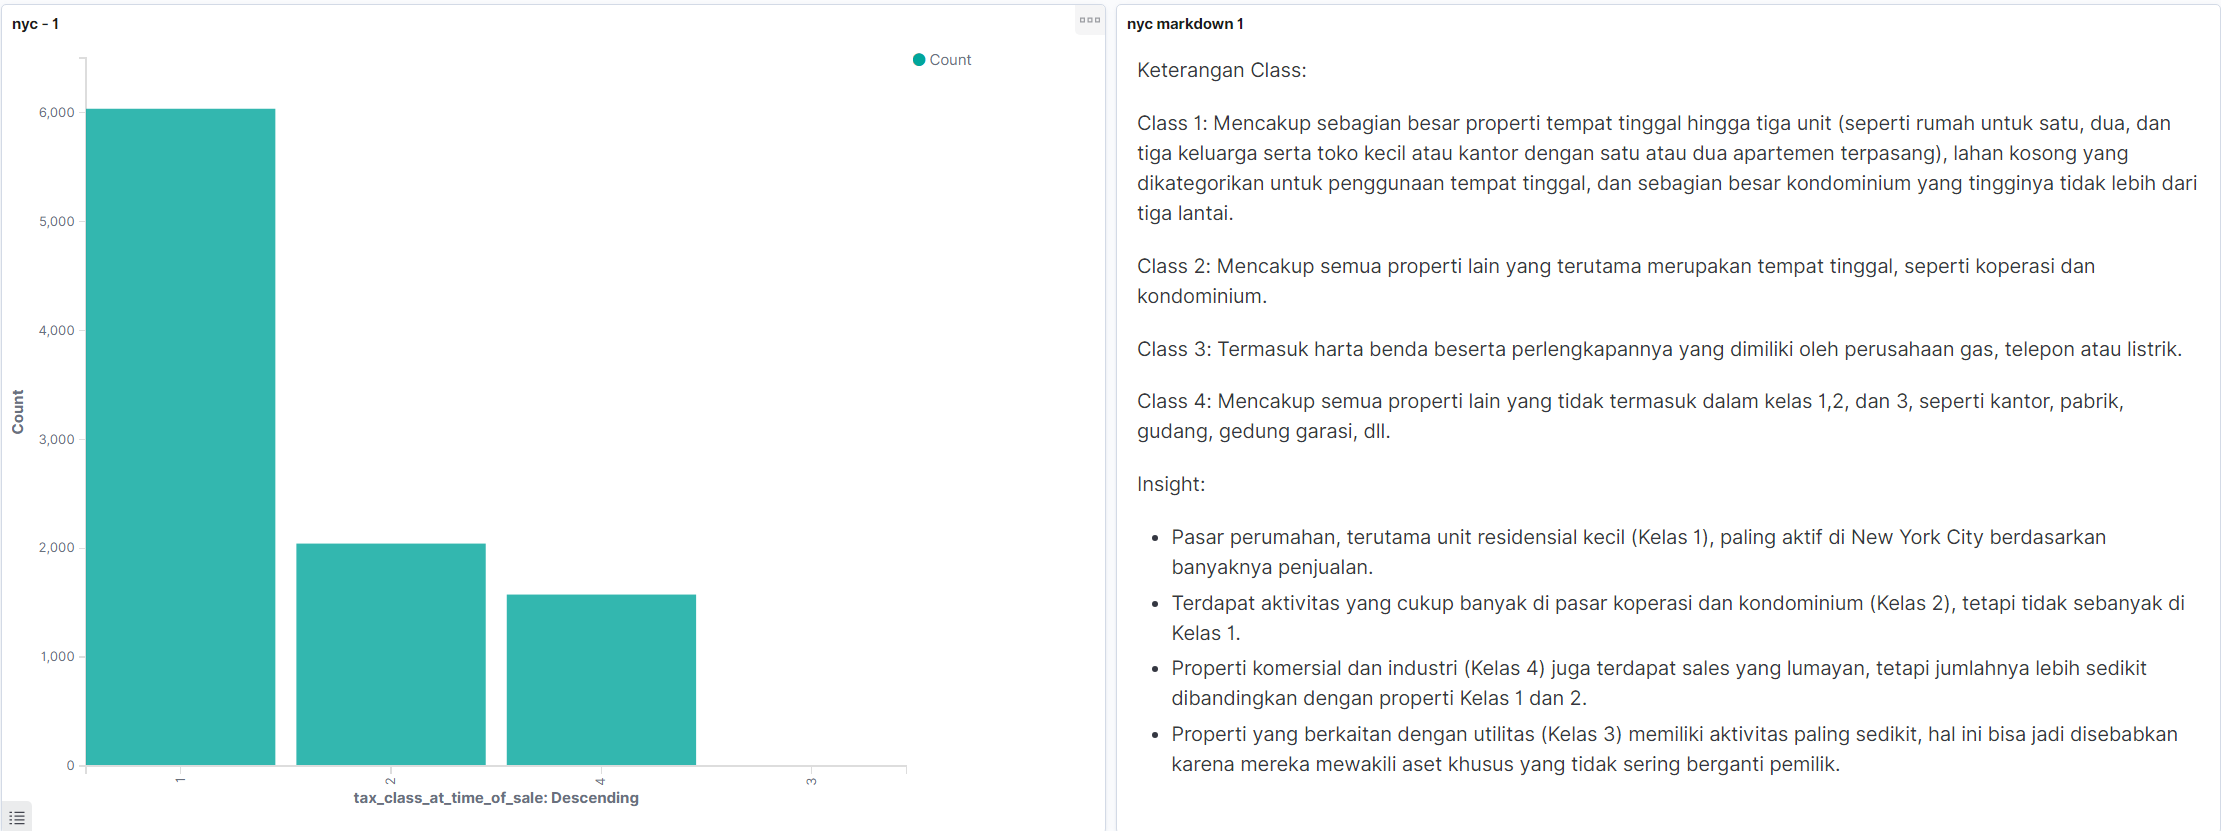 nyc - 1
Count
6,000
5,000
4,000
3,000
2,000
1,000
0
Count
1
2
4
3
tax_class_at_time_of_sale: Descending
nyc markdown 1
Keterangan Class:
Class 1: Mencakup sebagian besar properti tempat tinggal hingga tiga unit (seperti rumah untuk satu, dua, dan
tiga keluarga serta toko kecil atau kantor dengan satu atau dua apartemen terpasang), lahan kosong yang
dikategorikan untuk penggunaan tempat tinggal, dan sebagian besar kondominium yang tingginya tidak lebih dari
tiga lantai.
Class 2: Mencakup semua properti lain yang terutama merupakan tempat tinggal, seperti koperasi dan
kondominium.
Class 3: Termasuk harta benda beserta perlengkapannya yang dimiliki oleh perusahaan gas, telepon atau listrik.
Class 4: Mencakup semua properti lain yang tidak termasuk dalam kelas 1,2, dan 3, seperti kantor, pabrik,
gudang, gedung garasi, dll.
Insight:
• Pasar perumahan, terutama unit residensial kecil (Kelas 1), paling aktif di New York City berdasarkan
banyaknya penjualan.
• Terdapat aktivitas yang cukup banyak di pasar koperasi dan kondominium (Kelas 2), tetapi tidak sebanyak di
Kelas 1.
• Properti komersial dan industri (Kelas 4) juga terdapat sales yang lumayan, tetapi jumlahnya lebih sedikit
dibandingkan dengan properti Kelas 1 dan 2.
• Properti yang berkaitan dengan utilitas (Kelas 3) memiliki aktivitas paling sedikit, hal ini bisa jadi disebabkan
karena mereka mewakili aset khusus yang tidak sering berganti pemilik.